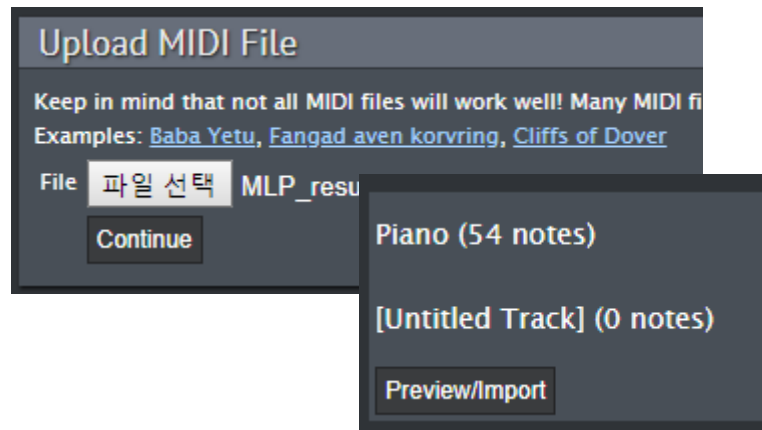 Upload MIDI File
Keep in mind that not all MIDI files will work well! Many MIDI
Examples: Baba Yetu, Fangad aven korvring, Cliffs of Dover
File 파일 선택
Continue
Piano (54 notes)
[Untitled Track] (0 notes)
Preview/Import